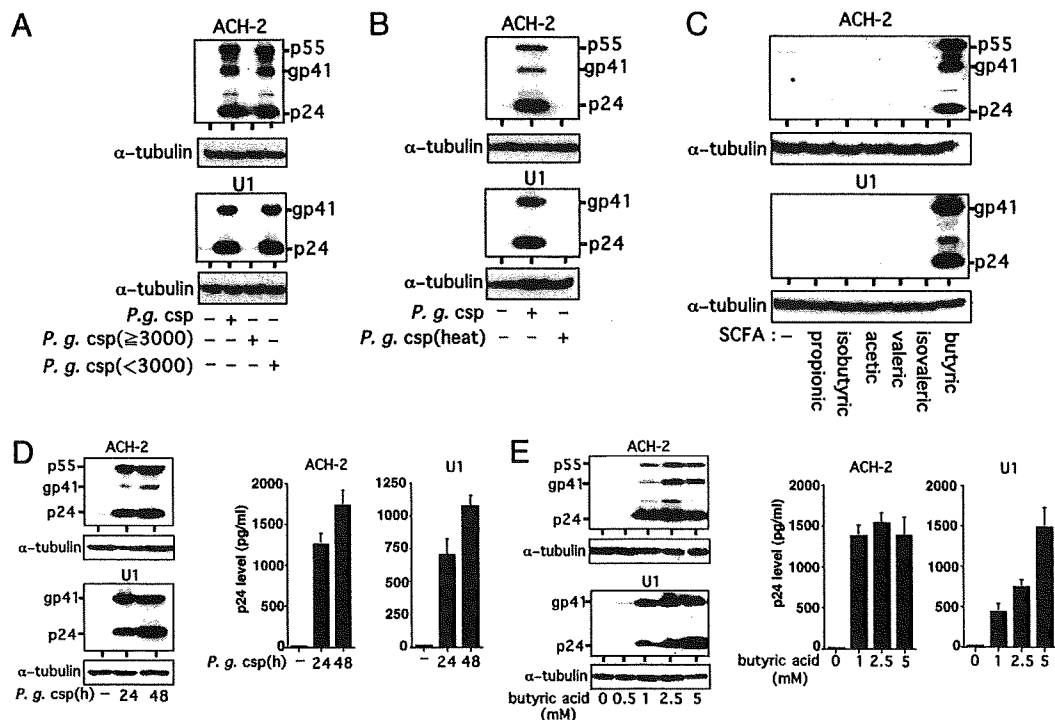 A
ACH-2
p55
gp41
p24
α-tubulin
U1
gp41
p24
α-tubulin
P.g. csp – + – –
P. g. csp(≧3000) – – + –
P. g. csp(<3000) – – – +
B
ACH-2
p55
gp41
p24
α-tubulin
U1
gp41
p24
α-tubulin
P.g. csp – + –
P. g. csp(heat) – – +
C
ACH-2
p55
gp41
p24
α-tubulin
U1
gp41
p24
α-tubulin
SCFA : –
propionic
isobutyric
acetic
valeric
isovaleric
butyric
D
ACH-2
p55
gp41
p24
α-tubulin
U1
gp41
p24
α-tubulin
P. g. csp(h) – 24 48
ACH-2
p24 level (pg/ml)
2000
1500
1000
500
0
P. g. csp(h) – 24 48
U1
1250
1000
750
500
250
0
– 24 48
E
ACH-2
p55
gp41
p24
α-tubulin
U1
gp41
p24
α-tubulin
butyric acid 0 0.5 1 2.5 5
(mM)
ACH-2
p24 level (pg/ml)
2000
1500
1000
500
0
butyric acid 0 1 2.5 5
(mM)
U1
2000
1500
1000
500
0
0 1 2.5 5